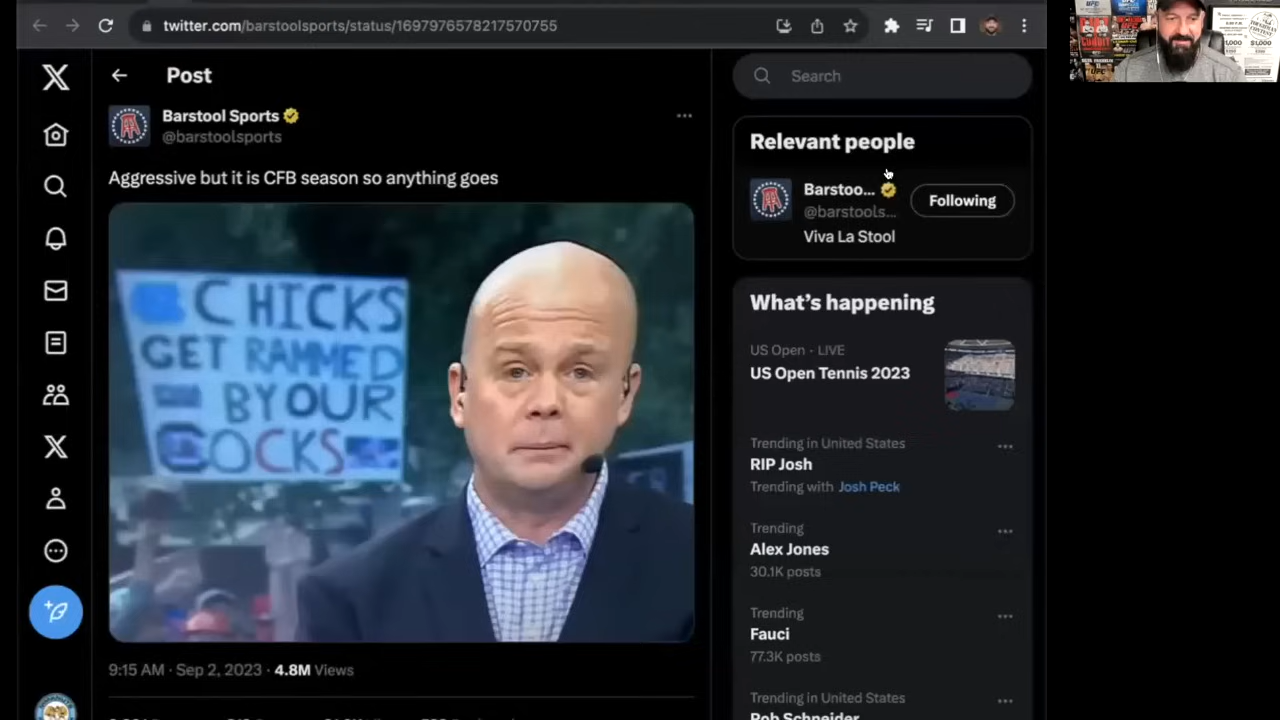 twitter.com/barstoolsports/status/1697976578217575555
Post
Search
Barstool Sports
@barstoolsports
Aggressive but it is CFB season so anything goes
CHICKS
GET RAMMED
BY OUR
COCKS
9:15 AM · Sep 2, 2023 · 4.8M Views
Relevant people
Barstoo...
@barstools...
Following
Viva La Stool
What's happening
US Open · LIVE
US Open Tennis 2023
Trending in United States
RIP Josh
Trending with Josh Peck
Trending
Alex Jones
30.1K posts
Trending
Fauci
77.3K posts
Trending in United States
Rob Schneider